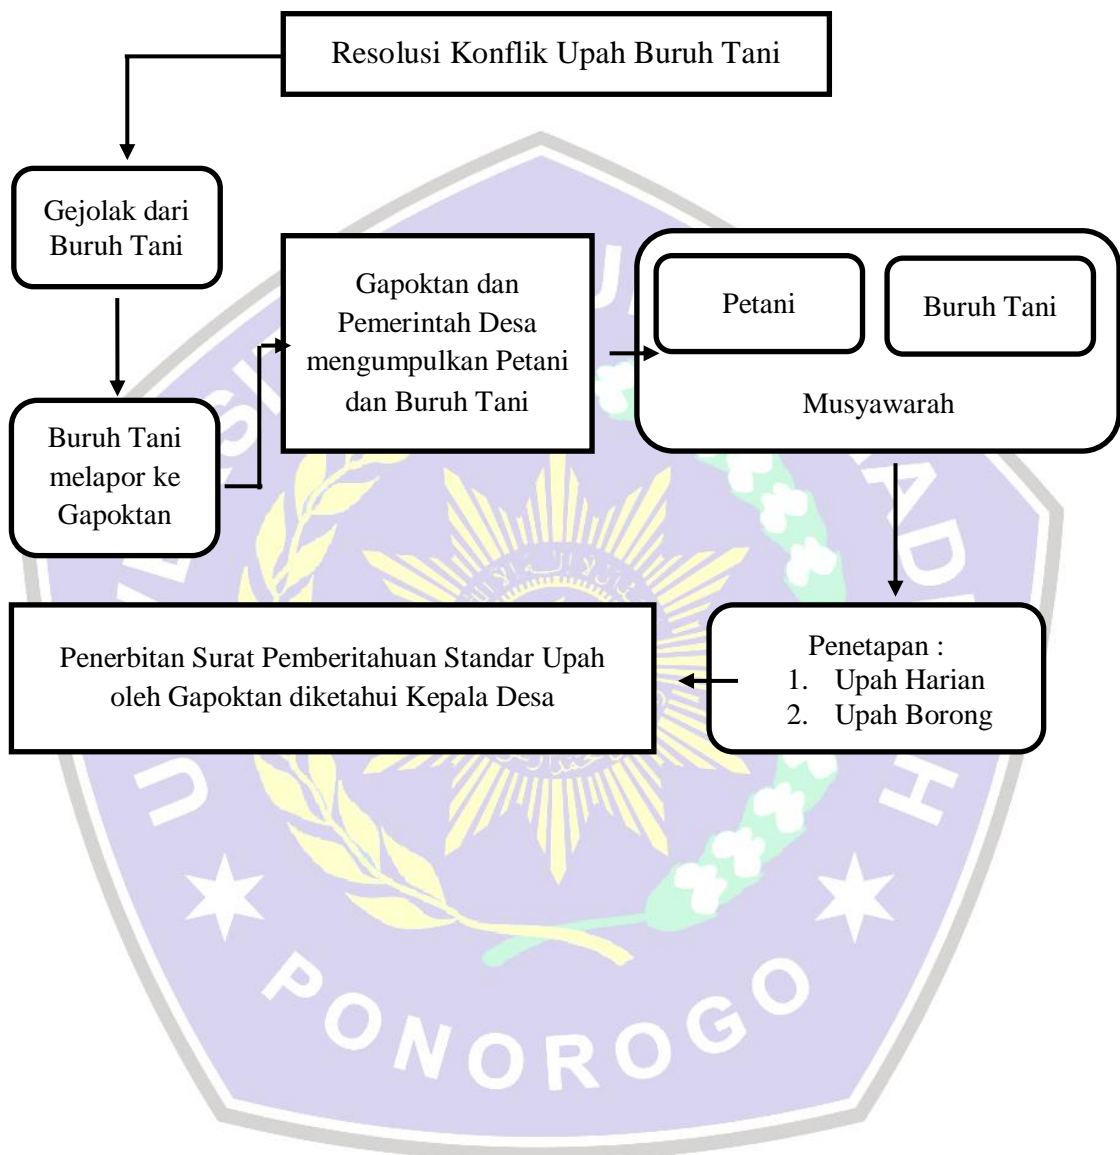 Resolusi Konflik Upah Buruh Tani
Gejolak dari
Buruh Tani
Buruh Tani
melapor ke
Gapoktan
Gapoktan dan
Pemerintah Desa
mengumpulkan Petani
dan Buruh Tani
Petani
Buruh Tani
Musyawarah
Penetapan :
1. Upah Harian
2. Upah Borong
Penerbitan Surat Pemberitahuan Standar Upah
oleh Gapoktan diketahui Kepala Desa
PONOROGO